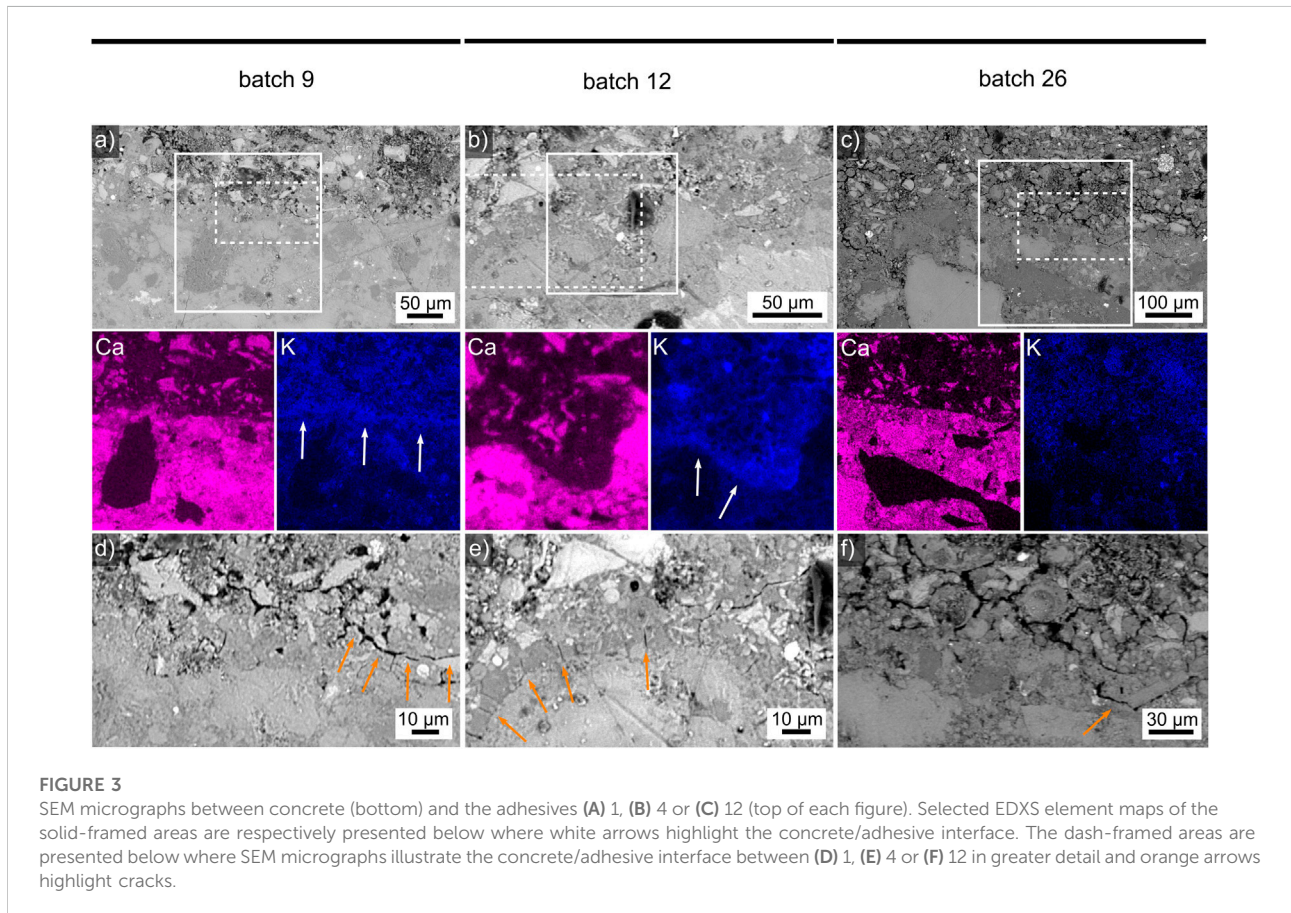 batch 9
batch 12
batch 26
a)
b)
c)
50 µm
50 µm
100 µm
Ca
K
Ca
K
Ca
K
d)
e)
f)
10 µm
10 µm
30 µm
FIGURE 3
SEM micrographs between concrete (bottom) and the adhesives (A) 1, (B) 4 or (C) 12 (top of each figure). Selected EDXS element maps of the
solid-framed areas are respectively presented below where white arrows highlight the concrete/adhesive interface. The dash-framed areas are
presented below where SEM micrographs illustrate the concrete/adhesive interface between (D) 1, (E) 4 or (F) 12 in greater detail and orange arrows
highlight cracks.